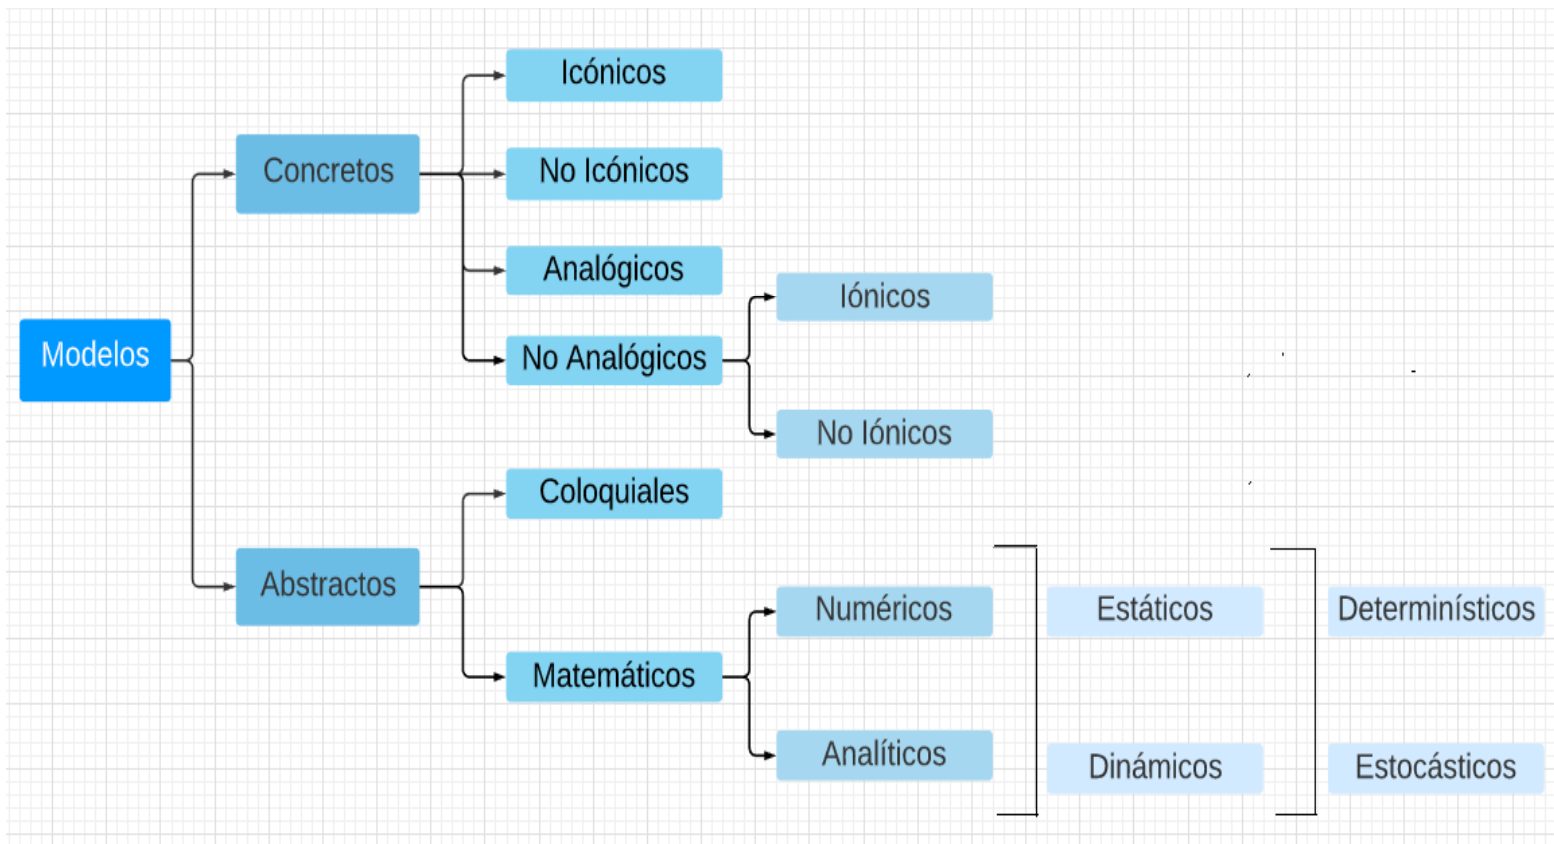 Icónicos
Concretos
No Icónicos
Analógicos
Iónicos
Modelos
No Analógicos
No Iónicos
Coloquiales
Abstractos
Numéricos
Estáticos
Determinísticos
Matemáticos
Analíticos
Dinámicos
Estocásticos